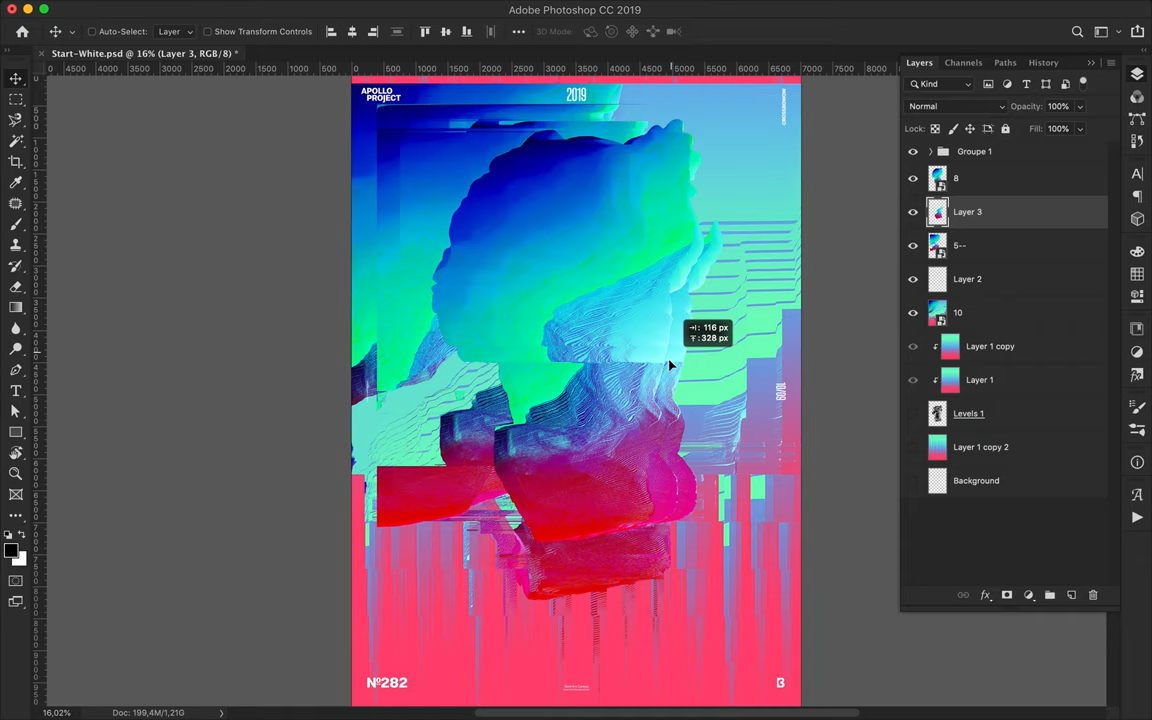 Adobe Photoshop CC 2019
Auto-Select: Layer Show Transform Controls 3D Mode:
Start-White.psd @ 16% (Layer 3, RGB/8) *
5000 4500 4000 3500 3000 2500 2000 1500 1000 500 0 500 1000 1500 2000 2500 3000 3500 4000 4500 5000 5500 6000 6500 7000 7500 8000
APOLLO
PROJECT
2019
116 px
328 px
Nº282
B
Layers Channels Paths History
Kind
Normal Opacity: 100%
Lock: Fill: 100%
Groupe 1
8
Layer 3
5--
Layer 2
10
Layer 1 copy
Layer 1
Levels 1
Layer 1 copy 2
Background
16,02% Doc: 199,4M/1,21G